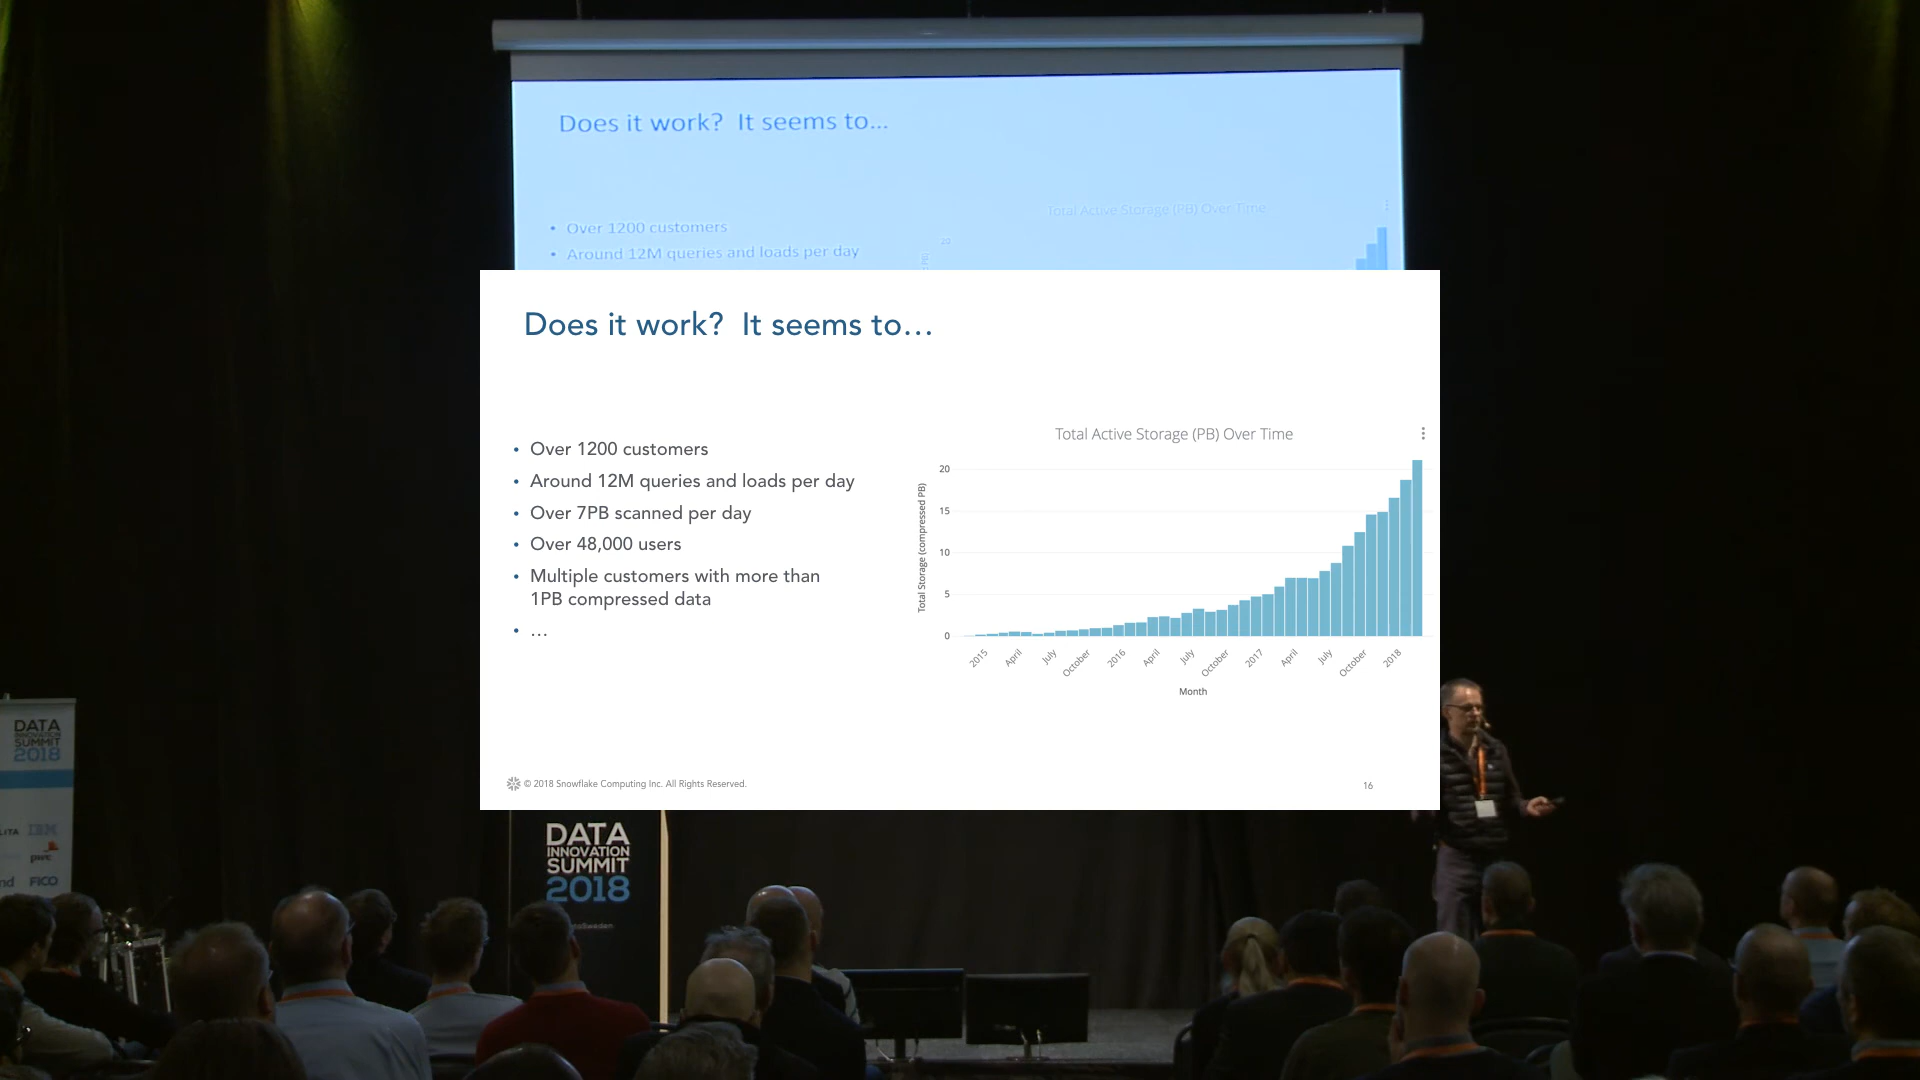 Does it work? It seems to...
Total Active Storage (PB) Over Time
• Over 1200 customers
20
• Around 12M queries and loads per day
Does it work? It seems to…
• Over 1200 customers
• Around 12M queries and loads per day
• Over 7PB scanned per day
• Over 48,000 users
• Multiple customers with more than
1PB compressed data
• …
Total Active Storage (PB) Over Time
Total Storage (compressed PB)
20
15
10
5
0
2015 April July October 2016 April July October 2017 April July October 2018
Month
© 2018 Snowflake Computing Inc. All Rights Reserved.
16
DATA
INNOVATION
SUMMIT
2018
IBM
pwc
FICO
DATA
INNOVATION
SUMMIT
2018